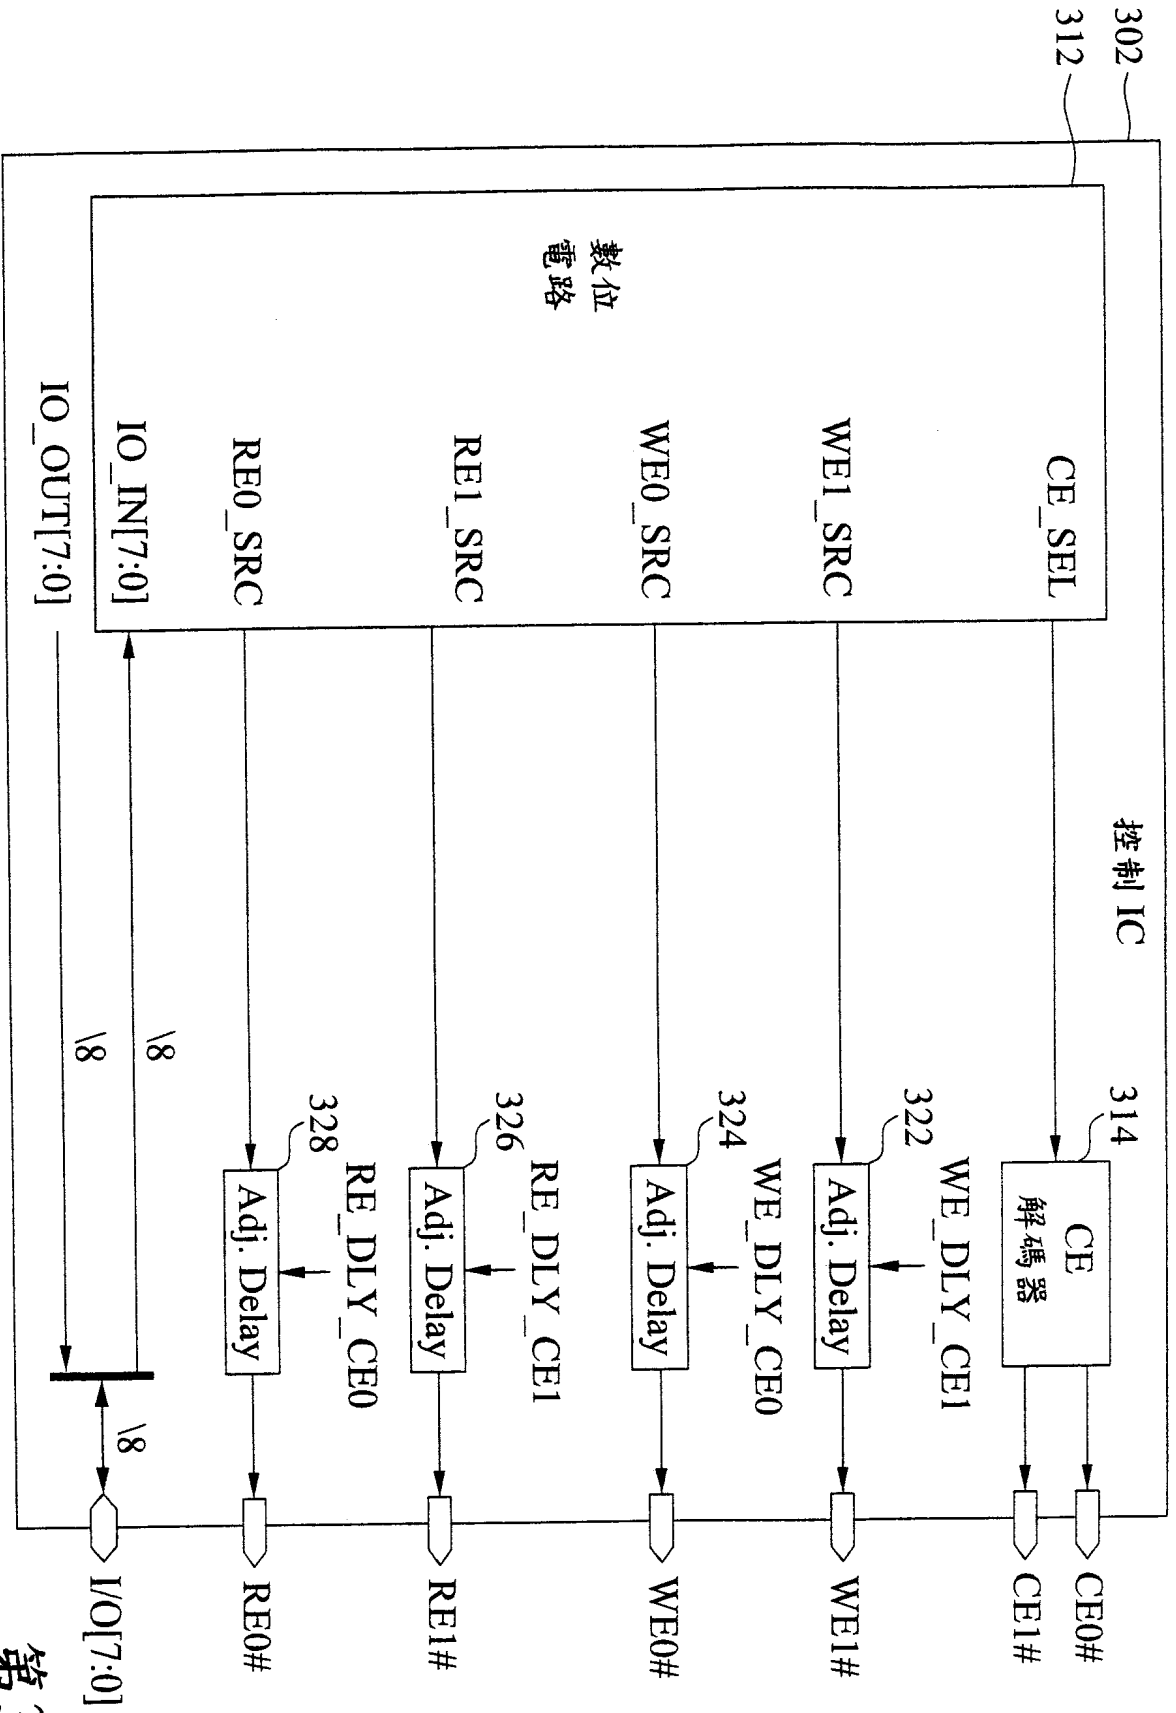 302
控制 IC
312
數位
電路
CE_SEL
314
CE
解碼器
CE0#
CE1#
WE1_SRC
322
WE_DLY_CE1
Adj. Delay
WE1#
WE0_SRC
324
WE_DLY_CE0
Adj. Delay
WE0#
RE1_SRC
326
RE_DLY_CE1
Adj. Delay
RE1#
RE0_SRC
328
RE_DLY_CE0
Adj. Delay
RE0#
IO_IN[7:0]
\8
IO_OUT[7:0]
\8
\8
I/O[7:0]
第